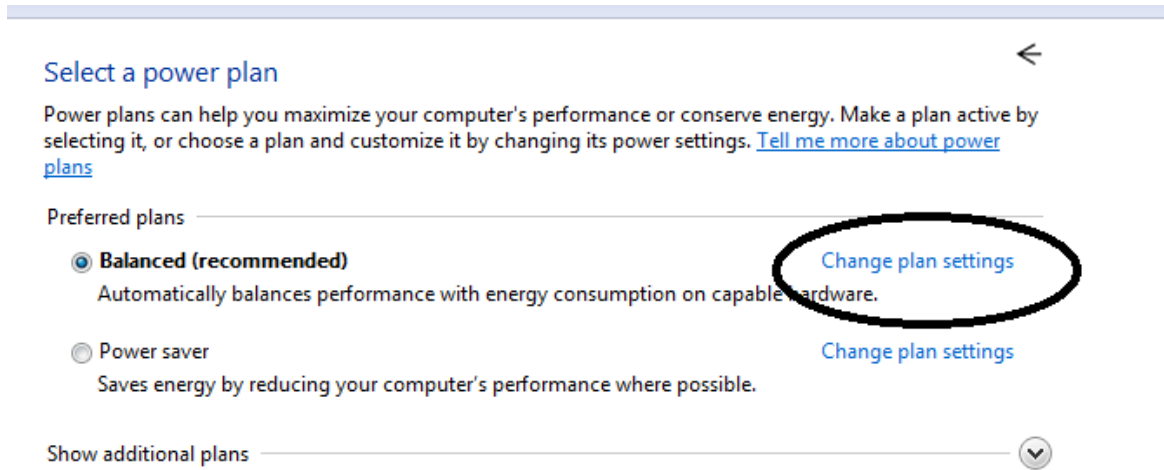 Select a power plan
Power plans can help you maximize your computer's performance or conserve energy. Make a plan active by
selecting it, or choose a plan and customize it by changing its power settings. Tell me more about power
plans
Preferred plans
Balanced (recommended) Change plan settings
Automatically balances performance with energy consumption on capable hardware.
Power saver Change plan settings
Saves energy by reducing your computer's performance where possible.
Show additional plans